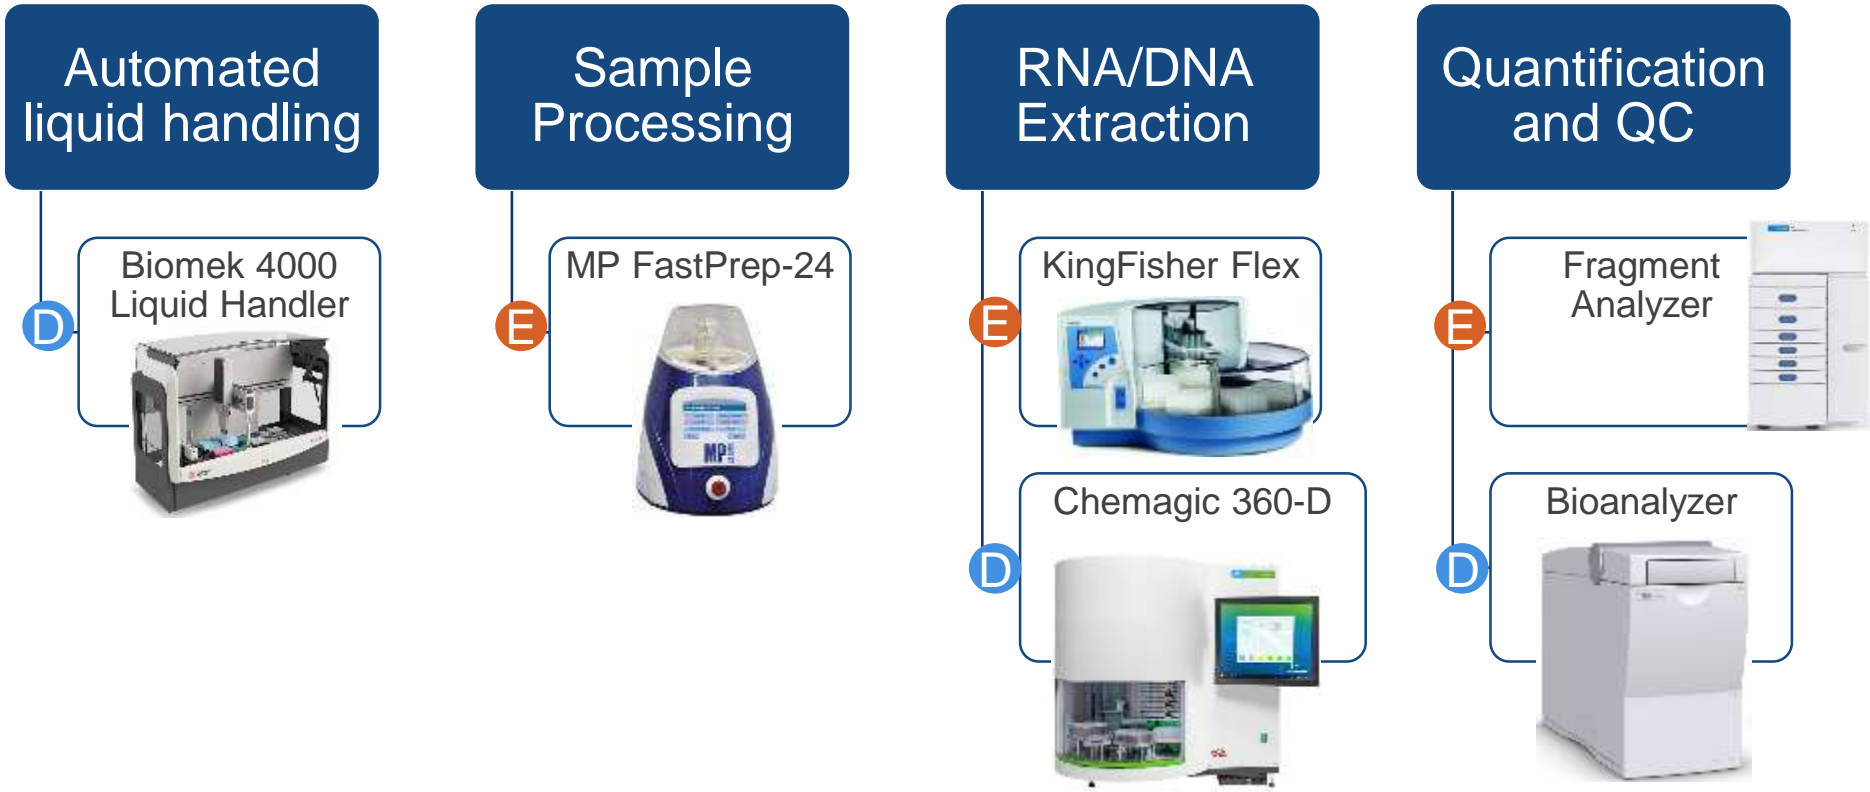 Automated
liquid handling
Sample
Processing
RNA/DNA
Extraction
Quantification
and QC
Biomek 4000
Liquid Handler
D
MP FastPrep-24
E
MP
KingFisher Flex
E
Chemagic 360-D
D
Fragment
Analyzer
E
Bioanalyzer
D